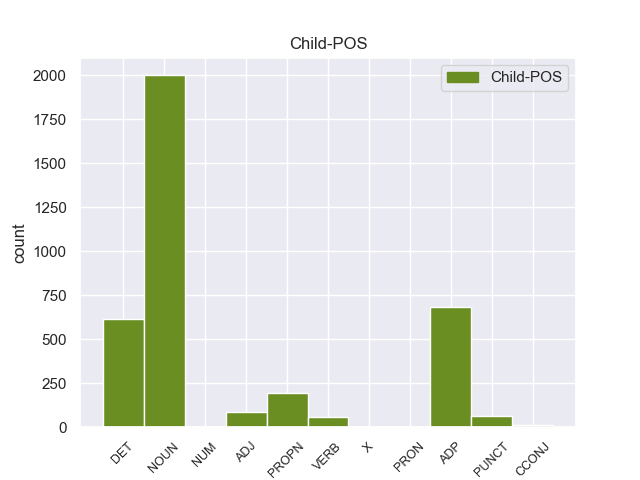 Child-POS
Child-POS
2000
1750
1500
1250
1000
750
500
250
0
count
DET NOUN NUM ADJ PROPN VERB X PRON ADP PUNCT CCONJ